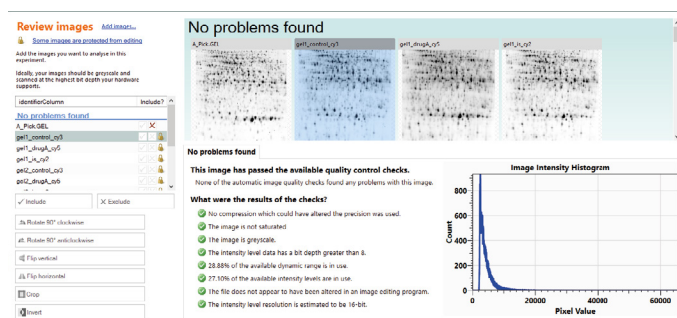 Review images Add images...
Some images are protected from editing
Add the images you want to analyse in this
experiment.
Ideally, your images should be greyscale and
scanned at the highest bit depth your hardware
supports.
identifierColumn Include?
No problems found
A_Pick.GEL
gel1_control_cy3
gel1_drugA_cy5
gel1_is_cy2
gel2_control_cy3
gel2_drugA_cy5
Include
Exclude
Rotate 90° clockwise
Rotate 90° anticlockwise
Flip vertical
Flip horizontal
Crop
Invert
No problems found
A_Pick.GEL
gel1_control_cy3
gel1_drugA_cy5
gel1_is_cy2
No problems found
This image has passed the available quality control checks.
None of the automatic image quality checks found any problems with this image.
What were the results of the checks?
No compression which could have altered the precision was used.
The image is not saturated
The image is greyscale.
The intensity level data has a bit depth greater than 8.
28.88% of the available dynamic range is in use.
27.10% of the available intensity levels are in use.
The file does not appear to have been altered in an image editing program.
The intensity level resolution is estimated to be 16-bit.
Image Intensity Histogram
Count
800
600
400
200
0
0 20000 40000 60000
Pixel Value